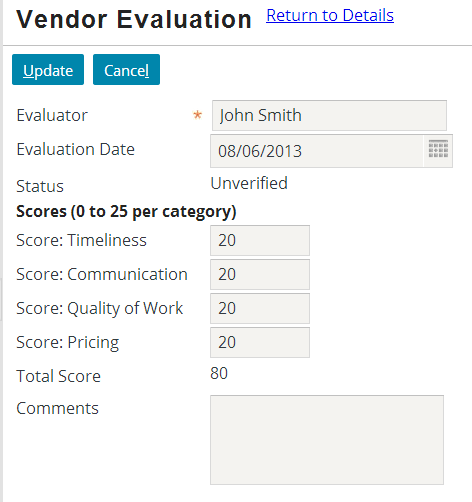 Vendor Evaluation Return to Details
Update Cancel
Evaluator * John Smith
Evaluation Date 08/06/2013
Status Unverified
Scores (0 to 25 per category)
Score: Timeliness 20
Score: Communication 20
Score: Quality of Work 20
Score: Pricing 20
Total Score 80
Comments